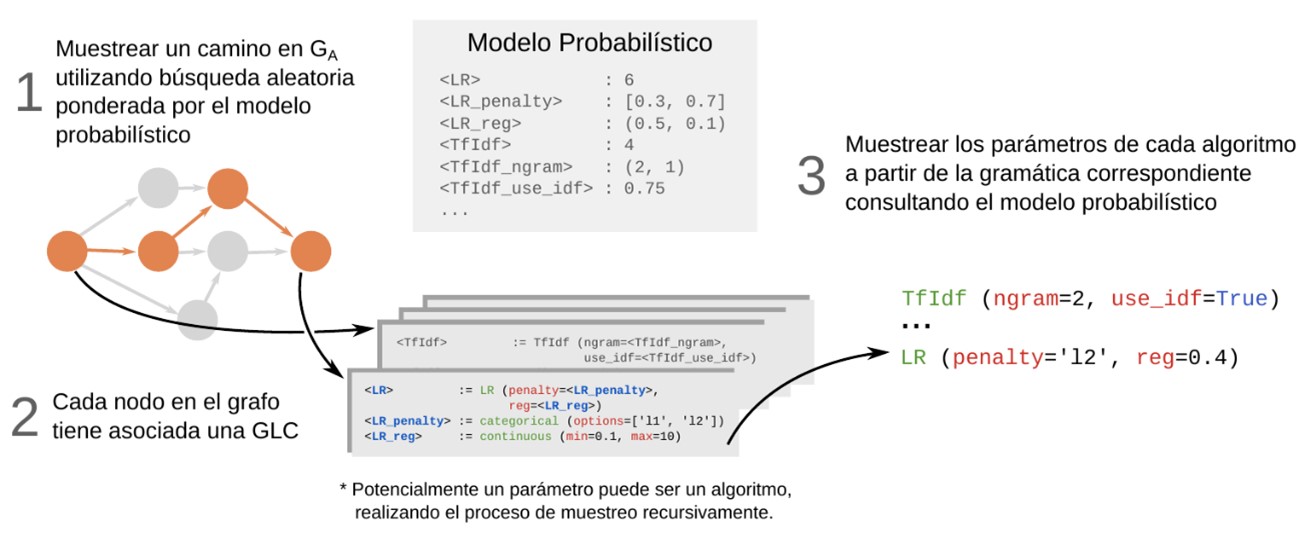 1
Muestrear un camino en GA
utilizando búsqueda aleatoria
ponderada por el modelo
probabilístico
Modelo Probabilístico
<LR> : 6
<LR_penalty> : [0.3, 0.7]
<LR_reg> : (0.5, 0.1)
<TfIdf> : 4
<TfIdf_ngram> : (2, 1)
<TfIdf_use_idf> : 0.75
...
2
Cada nodo en el grafo
tiene asociada una GLC
<TfIdf> := TfIdf (ngram=<TfIdf_ngram>,
use_idf=<TfIdf_use_idf>)
<LR> := LR (penalty=<LR_penalty>,
reg=<LR_reg>)
<LR_penalty> := categorical (options=['l1', 'l2'])
<LR_reg> := continuous (min=0.1, max=10)
* Potencialmente un parámetro puede ser un algoritmo,
realizando el proceso de muestreo recursivamente.
3
Muestrear los parámetros de cada algoritmo
a partir de la gramática correspondiente
consultando el modelo probabilístico
TfIdf (ngram=2, use_idf=True)
...
LR (penalty='l2', reg=0.4)